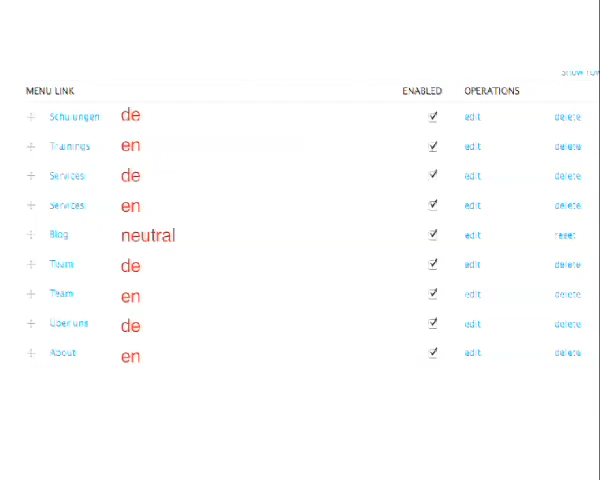 MENU LINK ENABLED OPERATIONS
Schulungen de edit delete
Trainings en edit delete
Services de edit delete
Services en edit delete
Blog neutral edit reset
Team de edit delete
Team en edit delete
Über uns de edit delete
About en edit delete